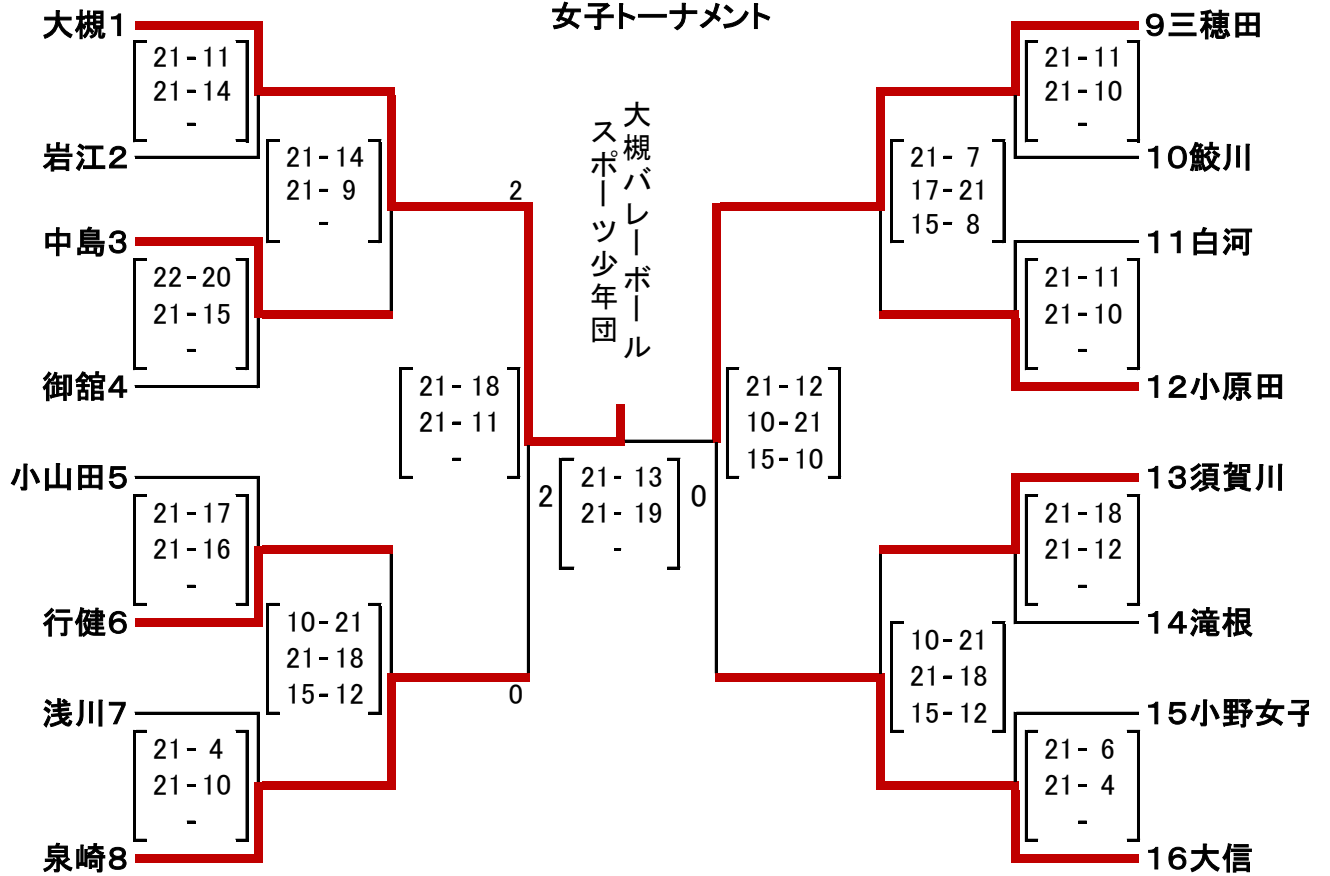 女子トーナメント
大槻バレーボール
スポーツ少年団
大槻1
21-11
21-14
-
岩江2
21-14
21- 9
-
2
中島3
22-20
21-15
-
御舘4
21- 18
21- 11
-
小山田5
21-17
21-16
-
行健6
10-21
21-18
15-12
0
浅川7
21- 4
21-10
-
泉崎8
2
21- 13
21- 19
-
0
9三穂田
21-11
21-10
-
10鮫川
21- 7
17-21
15- 8
11白河
21-11
21-10
-
12小原田
21-12
10-21
15-10
13須賀川
21-18
21-12
-
14滝根
10-21
21-18
15-12
15小野女子
21- 6
21- 4
-
16大信